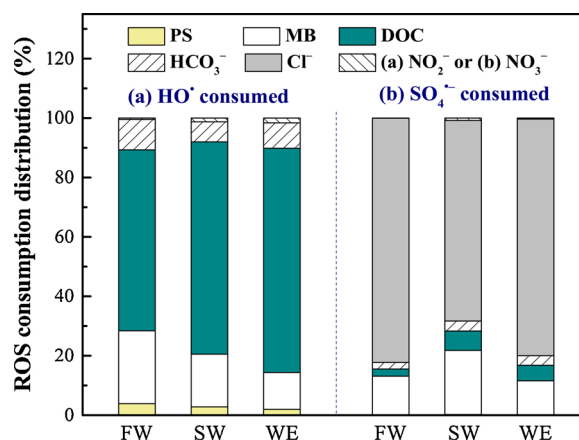 PS MB DOC
HCO₃⁻ Cl⁻ (a) NO₂⁻ or (b) NO₃⁻
(a) HO• consumed (b) SO₄•⁻ consumed
ROS consumption distribution (%)
120
100
80
60
40
20
0
FW SW WE FW SW WE